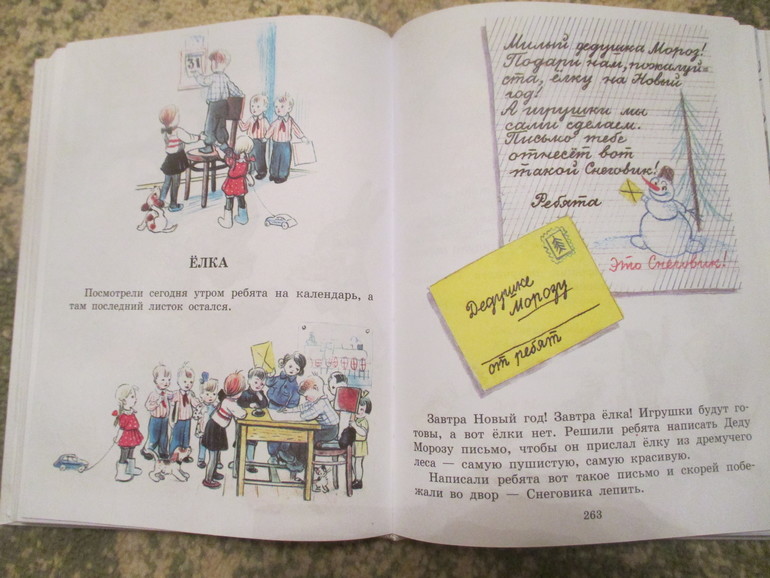 31
ЁЛКА
Посмотрели сегодня утром ребята на календарь, а
там последний листок остался.
Милый дедушка Мороз!
Подари нам, пожалуй-
ста, ёлку на Новый
год!
А игрушки мы
сами сделаем.
Письмо тебе
отнесёт вот
такой Снеговик!
Ребята
Это Снеговик!
Дедушке
Морозу
от ребят
Завтра Новый год! Завтра ёлка! Игрушки будут го-
товы, а вот ёлки нет. Решили ребята написать Деду
Морозу письмо, чтобы он прислал ёлку из дремучего
леса — самую пушистую, самую красивую.
Написали ребята вот такое письмо и скорей побе-
жали во двор — Снеговика лепить.
263